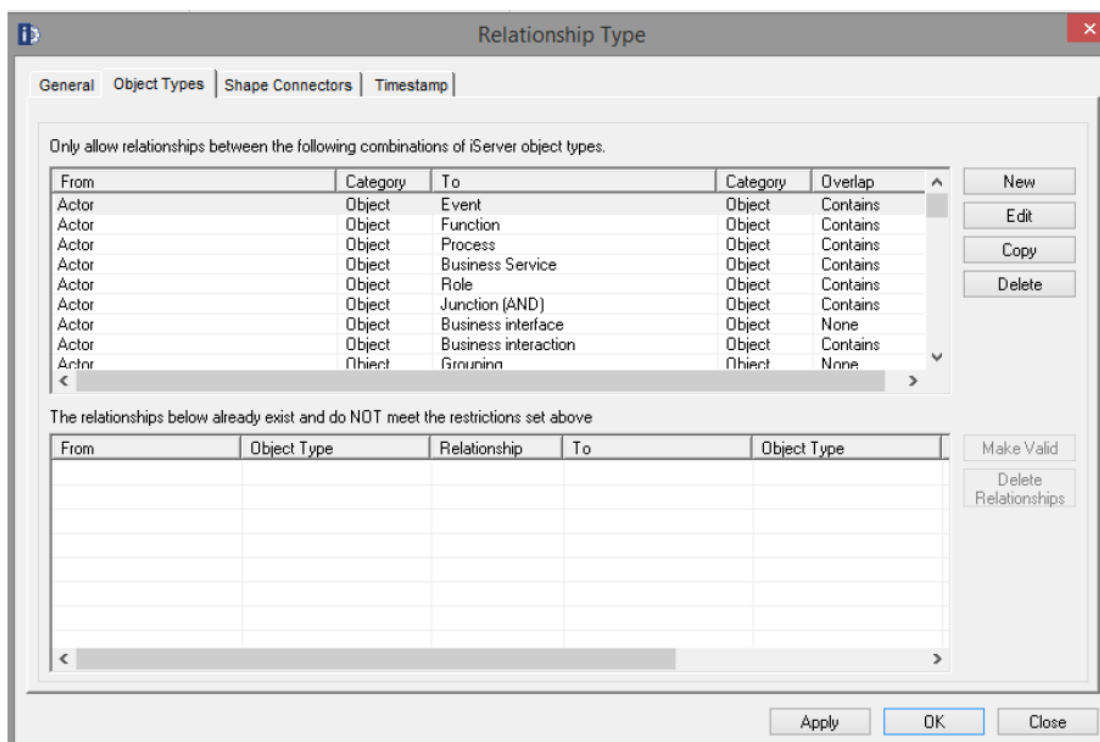 Relationship Type
General Object Types Shape Connectors Timestamp
Only allow relationships between the following combinations of iServer object types.
From Category To Category Overlap
Actor Object Event Object Contains
Actor Object Function Object Contains
Actor Object Process Object Contains
Actor Object Business Service Object Contains
Actor Object Role Object Contains
Actor Object Junction (AND) Object Contains
Actor Object Business interface Object None
Actor Object Business interaction Object Contains
Actor Object Grouping Object None
New
Edit
Copy
Delete
The relationships below already exist and do NOT meet the restrictions set above
From Object Type Relationship To Object Type
Make Valid
Delete
Relationships
Apply OK Close